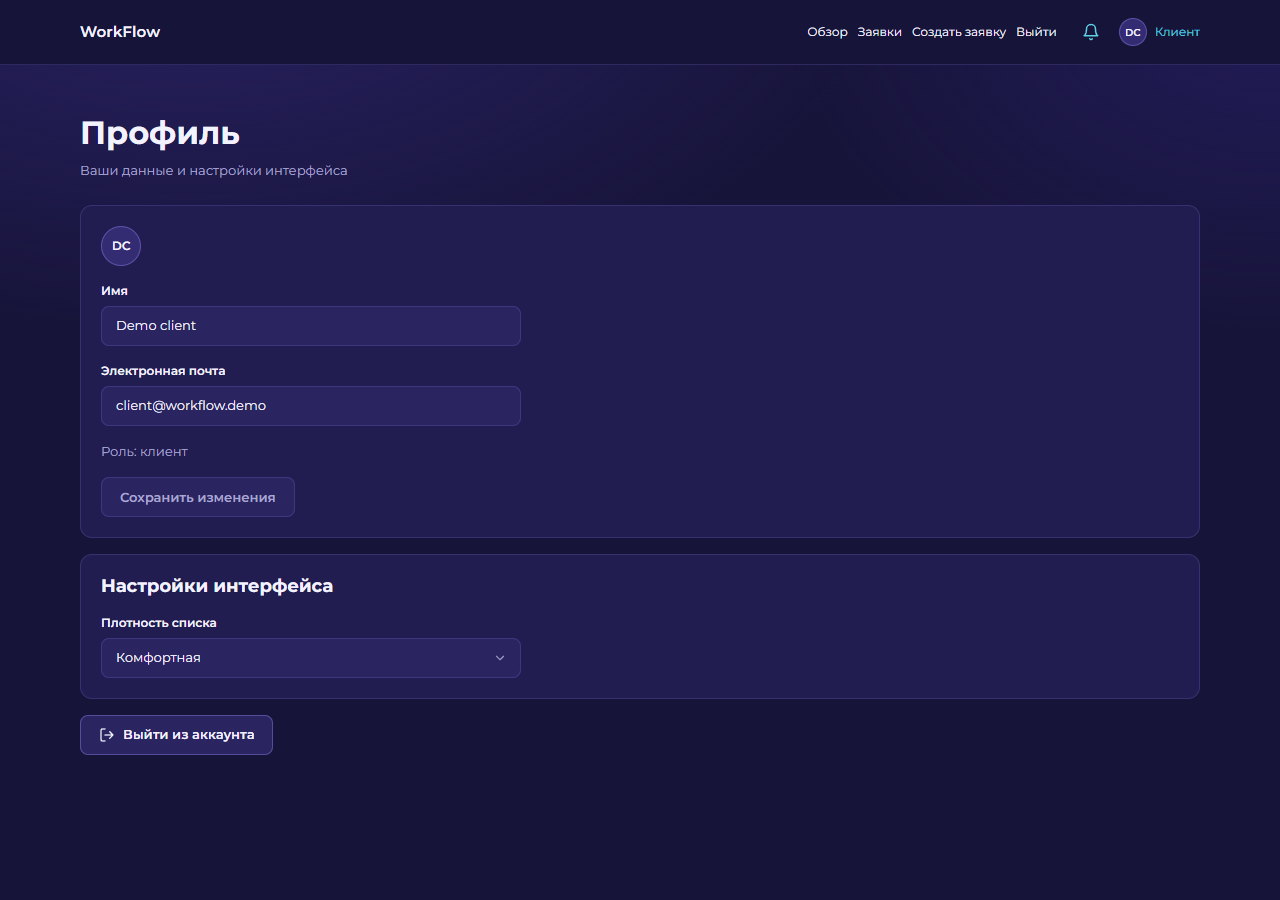 WorkFlow
Обзор Заявки Создать заявку Выйти DC Клиент
Профиль
Ваши данные и настройки интерфейса
DC
Имя
Demo client
Электронная почта
client@workflow.demo
Роль: клиент
Сохранить изменения
Настройки интерфейса
Плотность списка
Комфортная
Выйти из аккаунта